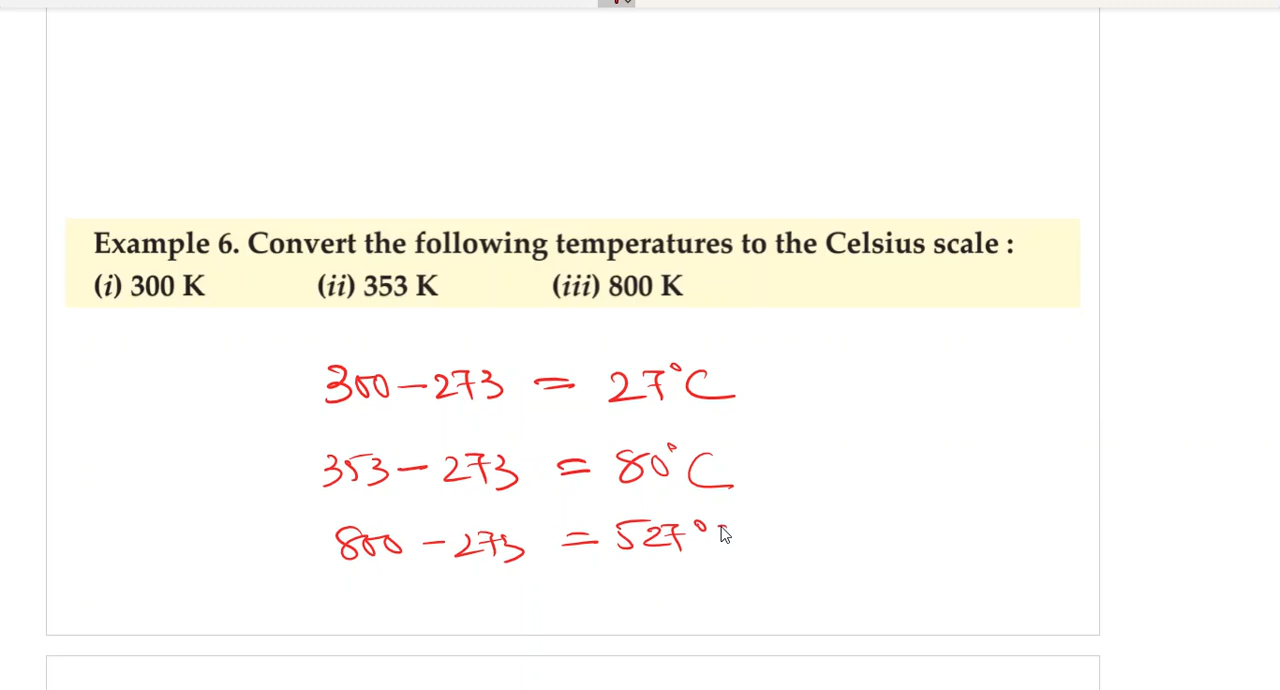 Example 6. Convert the following temperatures to the Celsius scale :
(i) 300 K (ii) 353 K (iii) 800 K
300 – 273 = 27°C
353 – 273 = 80°C
800 – 273 = 527°